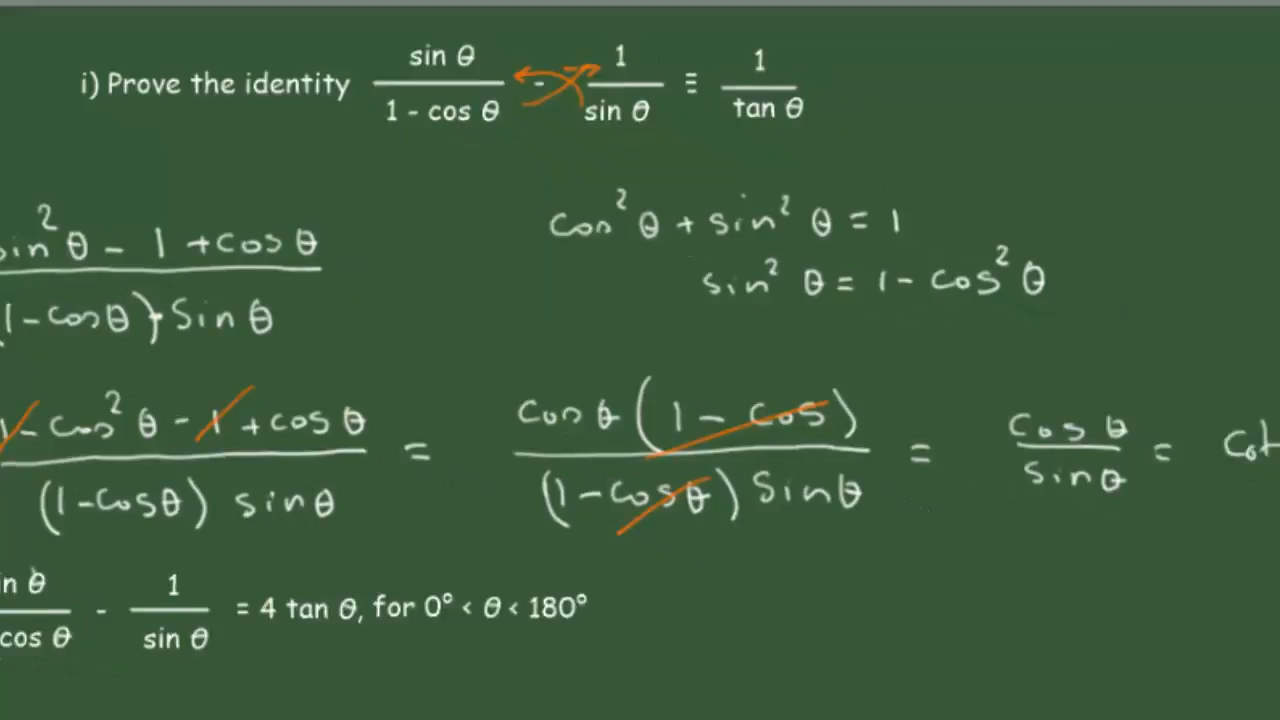 i) Prove the identity sin θ / 1 - cos θ - 1 / sin θ ≡ 1 / tan θ
cos² θ + sin² θ = 1
sin² θ = 1 - cos² θ
sin² θ - 1 + cos θ / (1 - cos θ) · sin θ
1 - cos² θ - 1 + cos θ / (1 - cos θ) sin θ = cos θ (1 - cos) / (1 - cos θ) sin θ = cos θ / sin θ = cot
in θ / cos θ - 1 / sin θ = 4 tan θ, for 0° < θ < 180°